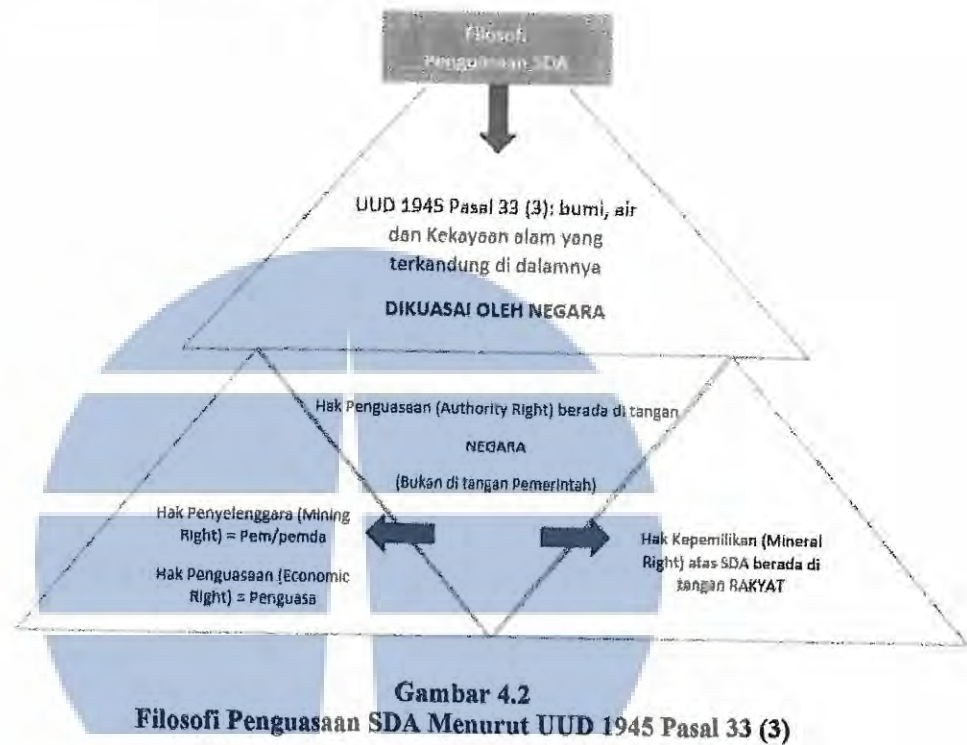 Filosofi
Penguasaan SDA
UUD 1945 Pasal 33 (3): bumi, air
dan Kekayaan alam yang
terkandung di dalamnya
DIKUASAI OLEH NEGARA
Hak Penguasaan (Authority Right) berada di tangan
NEGARA
(Bukan di tangan Pemerintah)
Hak Penyelenggara (Mining
Right) = Pem/pemda
Hak Penguasaan (Economic
Right) = Penguasa
Hak Kepemilikan (Mineral
Right) atas SDA berada di
tangan RAKYAT
Gambar 4.2
Filosofi Penguasaan SDA Menurut UUD 1945 Pasal 33 (3)